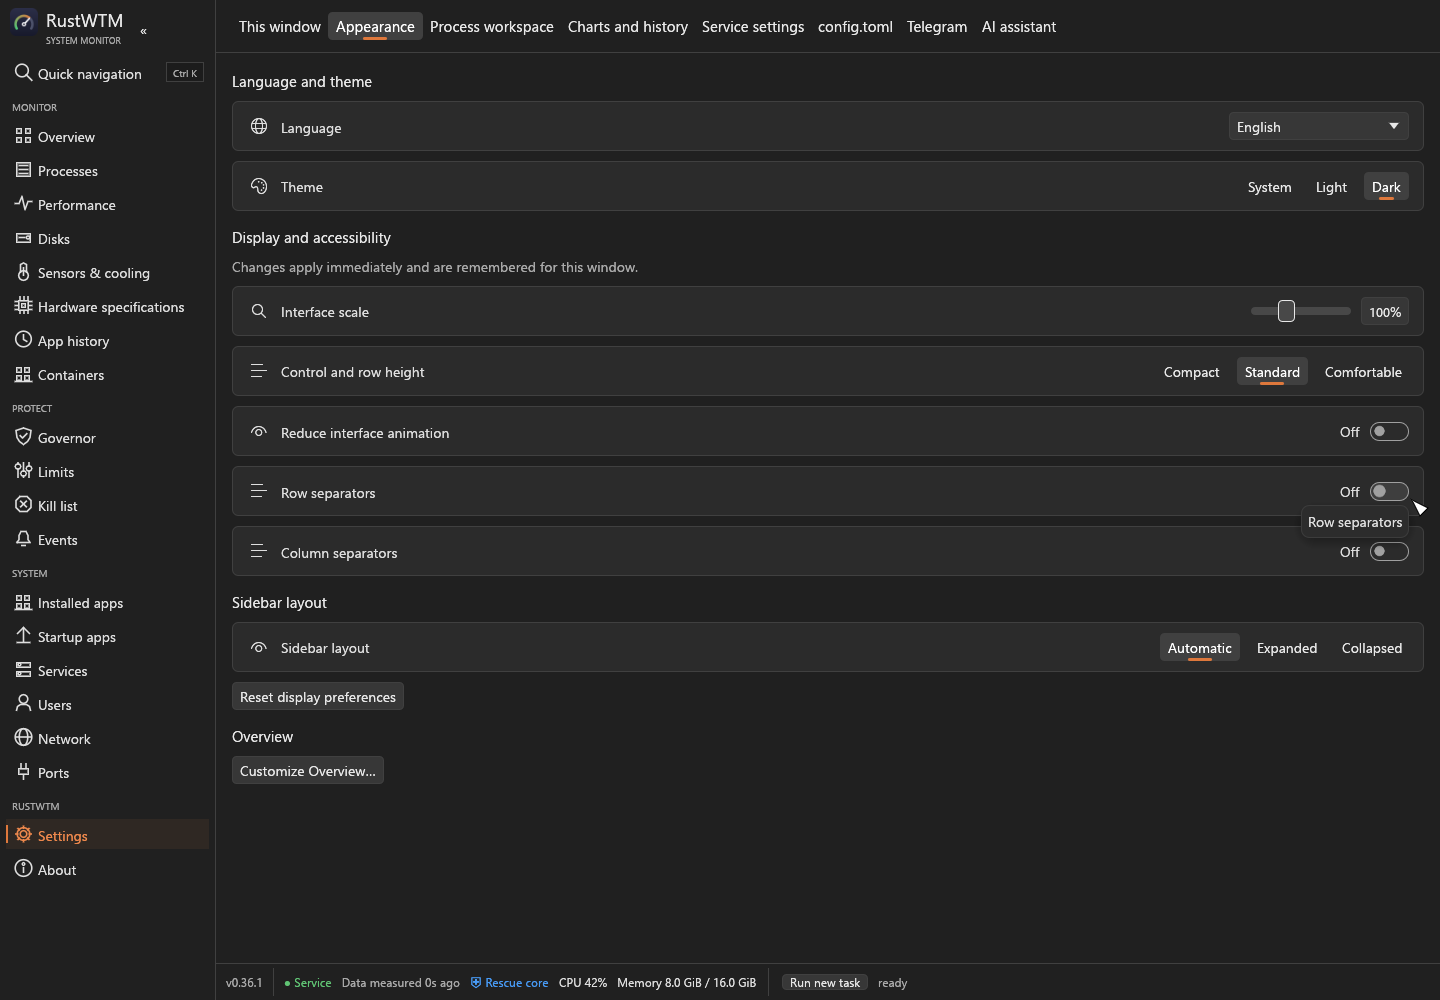 RustWTM
SYSTEM MONITOR
«
Quick navigation
Ctrl K
MONITOR
Overview
Processes
Performance
Disks
Sensors & cooling
Hardware specifications
App history
Containers
PROTECT
Governor
Limits
Kill list
Events
SYSTEM
Installed apps
Startup apps
Services
Users
Network
Ports
RUSTWTM
Settings
About
This window Appearance Process workspace Charts and history Service settings config.toml Telegram AI assistant
Language and theme
Language English
Theme System Light Dark
Display and accessibility
Changes apply immediately and are remembered for this window.
Interface scale 100%
Control and row height Compact Standard Comfortable
Reduce interface animation Off
Row separators Off
Row separators
Column separators Off
Sidebar layout
Sidebar layout Automatic Expanded Collapsed
Reset display preferences
Overview
Customize Overview...
v0.36.1 Service Data measured 0s ago Rescue core CPU 42% Memory 8.0 GiB / 16.0 GiB Run new task ready